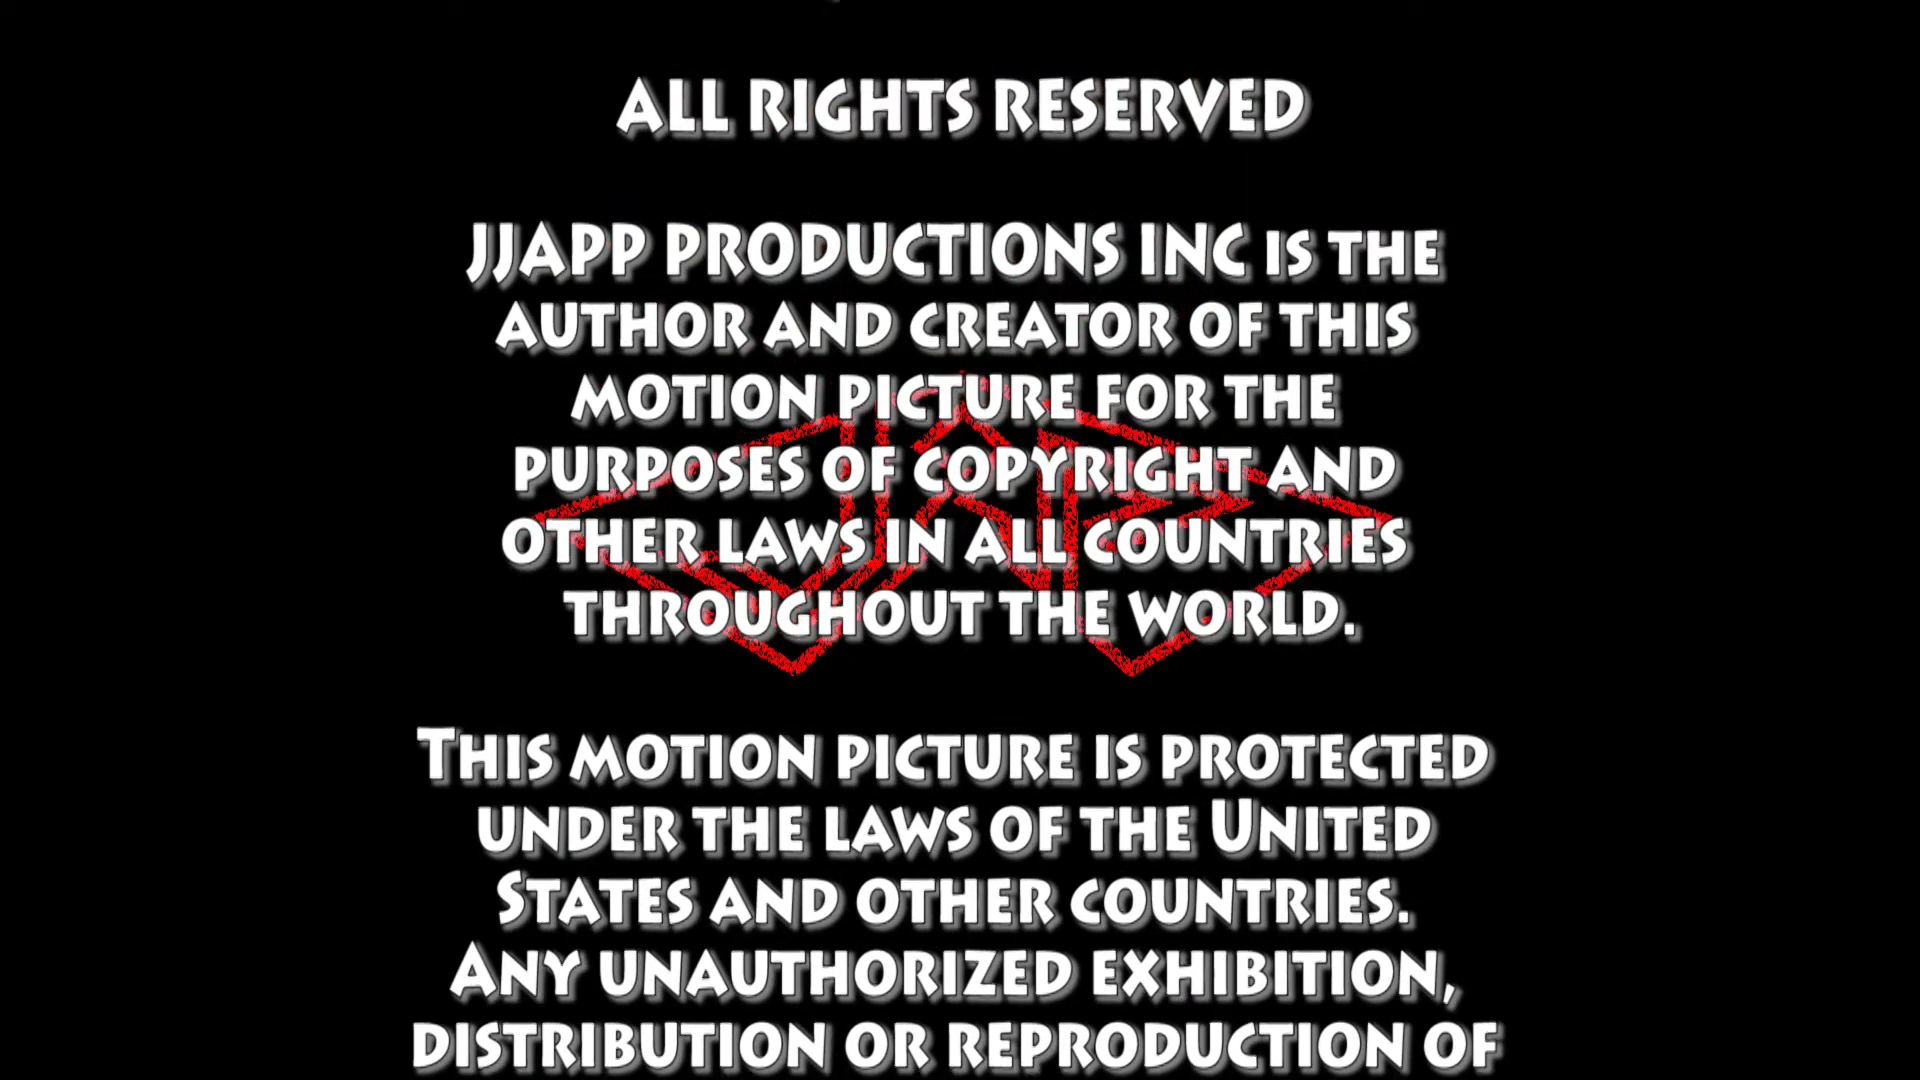 ALL RIGHTS RESERVED
JJAPP PRODUCTIONS INC IS THE
AUTHOR AND CREATOR OF THIS
MOTION PICTURE FOR THE
PURPOSES OF COPYRIGHT AND
OTHER LAWS IN ALL COUNTRIES
THROUGHOUT THE WORLD.
THIS MOTION PICTURE IS PROTECTED
UNDER THE LAWS OF THE UNITED
STATES AND OTHER COUNTRIES.
ANY UNAUTHORIZED EXHIBITION,
DISTRIBUTION OR REPRODUCTION OF